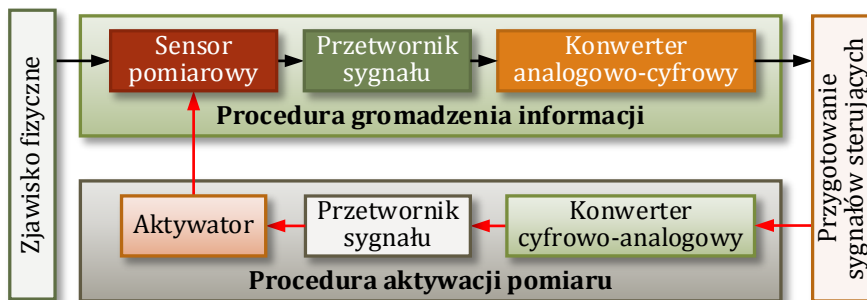 Zjawisko fizyczne
Sensor
pomiarowy
Przetwornik
sygnału
Konwerter
analogowo-cyfrowy
Procedura gromadzenia informacji
Przygotowanie
sygnałów sterujących
Aktywator
Przetwornik
sygnału
Konwerter
cyfrowo-analogowy
Procedura aktywacji pomiaru